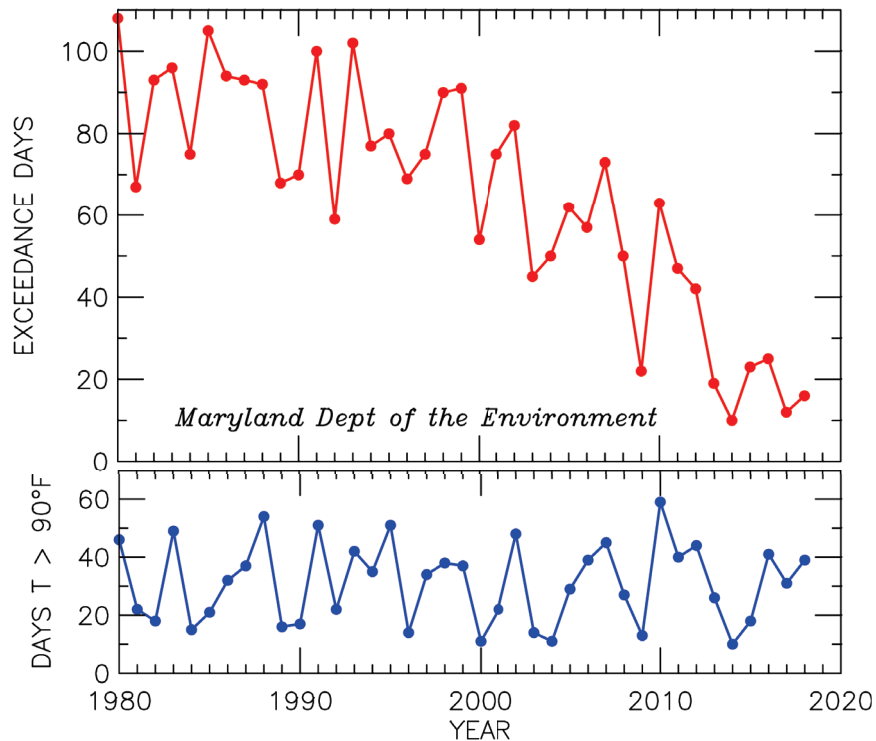 100
80
60
40
20
0
EXCEEDANCE DAYS
Maryland Dept of the Environment
60
40
20
0
DAYS T > 90°F
1980 1990 2000 2010 2020
YEAR